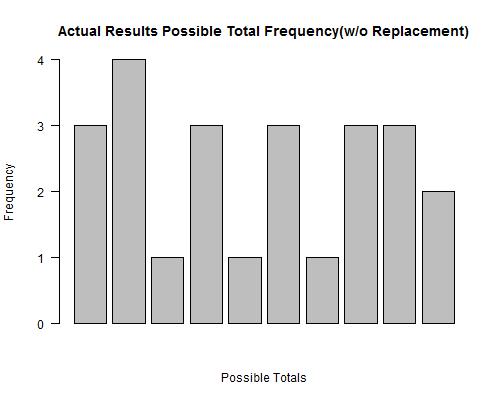 Actual Results Possible Total Frequency(w/o Replacement)
4
3
2
1
0
Frequency
Possible Totals